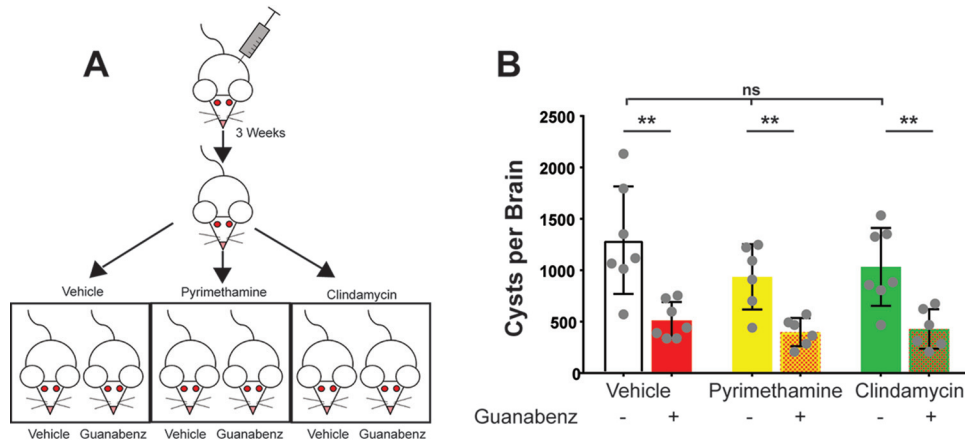 A
3 Weeks
Vehicle Pyrimethamine Clindamycin
Vehicle Guanabenz Vehicle Guanabenz Vehicle Guanabenz
B
ns
** ** **
Cysts per Brain
2500
2000
1500
1000
500
0
Vehicle Pyrimethamine Clindamycin
Guanabenz - + - + - +